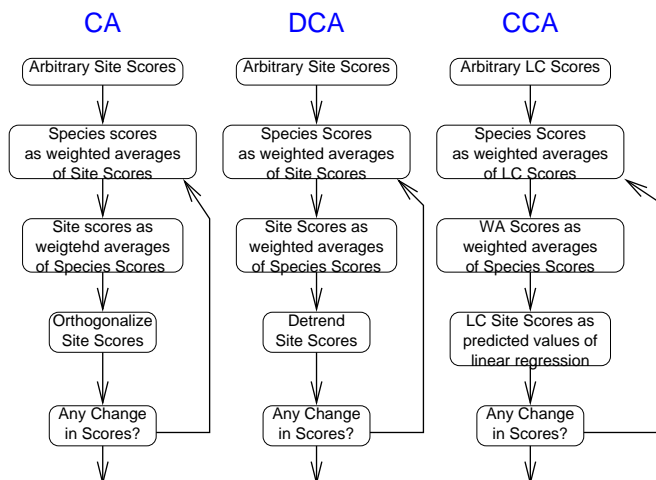 CA
Arbitrary Site Scores
Species scores
as weighted averages
of Site Scores
Site scores as
weigtehd averages
of Species Scores
Orthogonalize
Site Scores
Any Change
in Scores?
DCA
Arbitrary Site Scores
Species Scores
as weighted averages
of Site Scores
Site Scores as
weighted averages
of Species Scores
Detrend
Site Scores
Any Change
in Scores?
CCA
Arbitrary LC Scores
Species Scores
as weighted averages
of LC Scores
WA Scores as
weighted averages
of Species Scores
LC Site Scores as
predicted values of
linear regression
Any Change
in Scores?